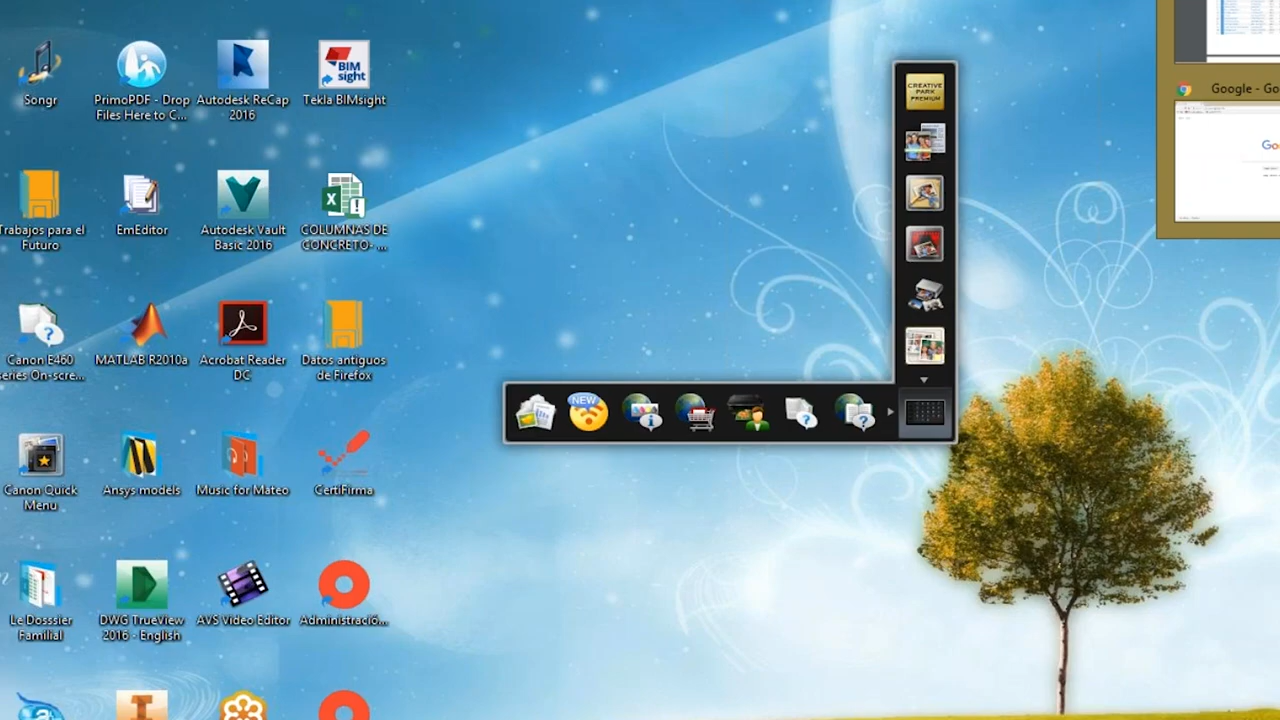 Songr
PrimoPDF - Drop
Files Here to C...
Autodesk ReCap
2016
BIM
sight
Tekla BIMsight
Trabajos para el
Futuro
EmEditor
Autodesk Vault
Basic 2016
COLUMNAS DE
CONCRETO- ...
Canon E460
series On-scre...
MATLAB R2010a
Acrobat Reader
DC
Datos antiguos
de Firefox
Canon Quick
Menu
Ansys models
Music for Mateo
CertiFirma
Le Dosssier
Familial
DWG TrueView
2016 - English
AVS Video Editor
Administració...
CREATIVE
PARK
PREMIUM
NEW
Google - Go
Go